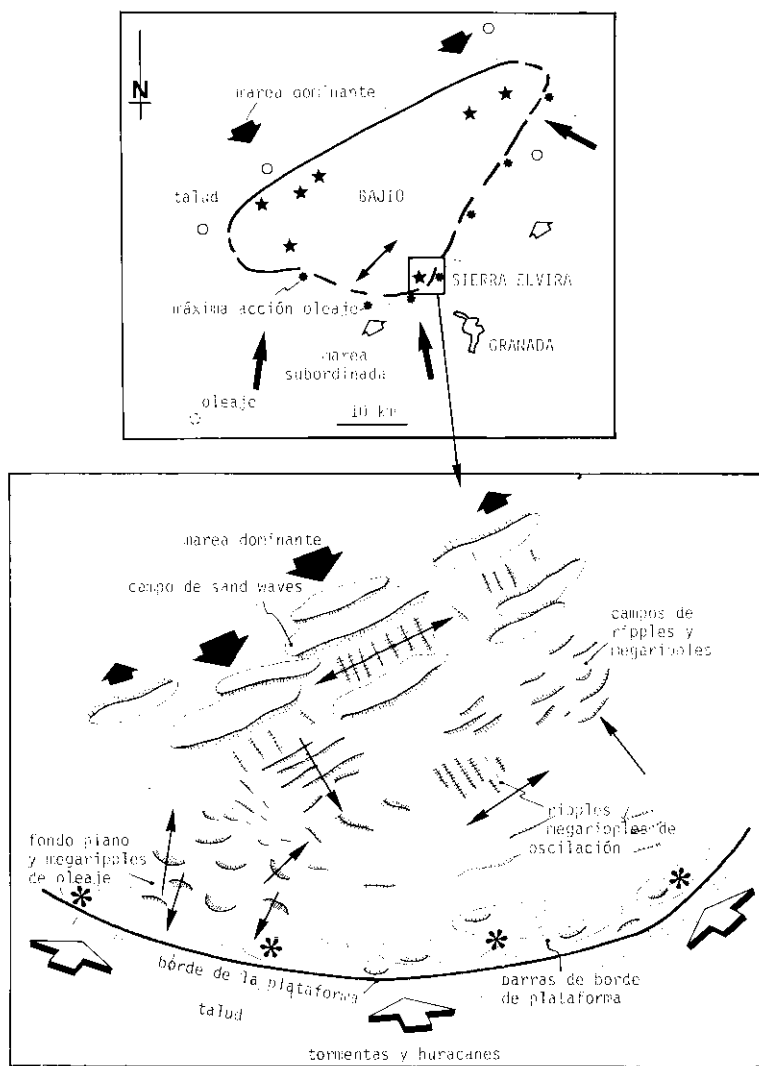 N
marea dominante
talud
BAJIO
SIERRA ELVIRA
máxima acción oleaje
GRANADA
marea
subordinada
oleaje
10 km
marea dominante
campo de sand waves
campos de
ripples y
megaripples
ripples y
megaripples de
oscilación
fondo plano
y megaripples
de oleaje
borde de la plataforma
talud
barras de borde
de plataforma
tormentas y huracanes